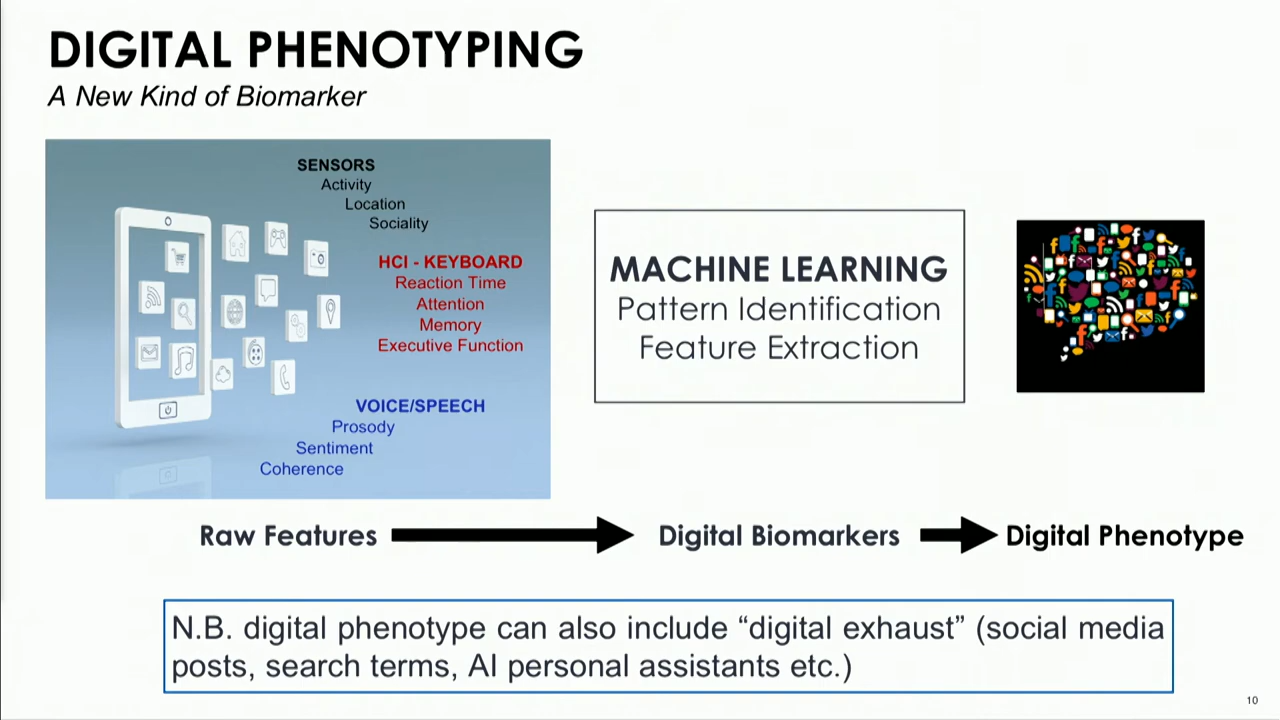 DIGITAL PHENOTYPING
A New Kind of Biomarker
SENSORS
Activity
Location
Sociality
HCI - KEYBOARD
Reaction Time
Attention
Memory
Executive Function
VOICE/SPEECH
Prosody
Sentiment
Coherence
MACHINE LEARNING
Pattern Identification
Feature Extraction
Raw Features
Digital Biomarkers
Digital Phenotype
N.B. digital phenotype can also include “digital exhaust” (social media
posts, search terms, AI personal assistants etc.)
10